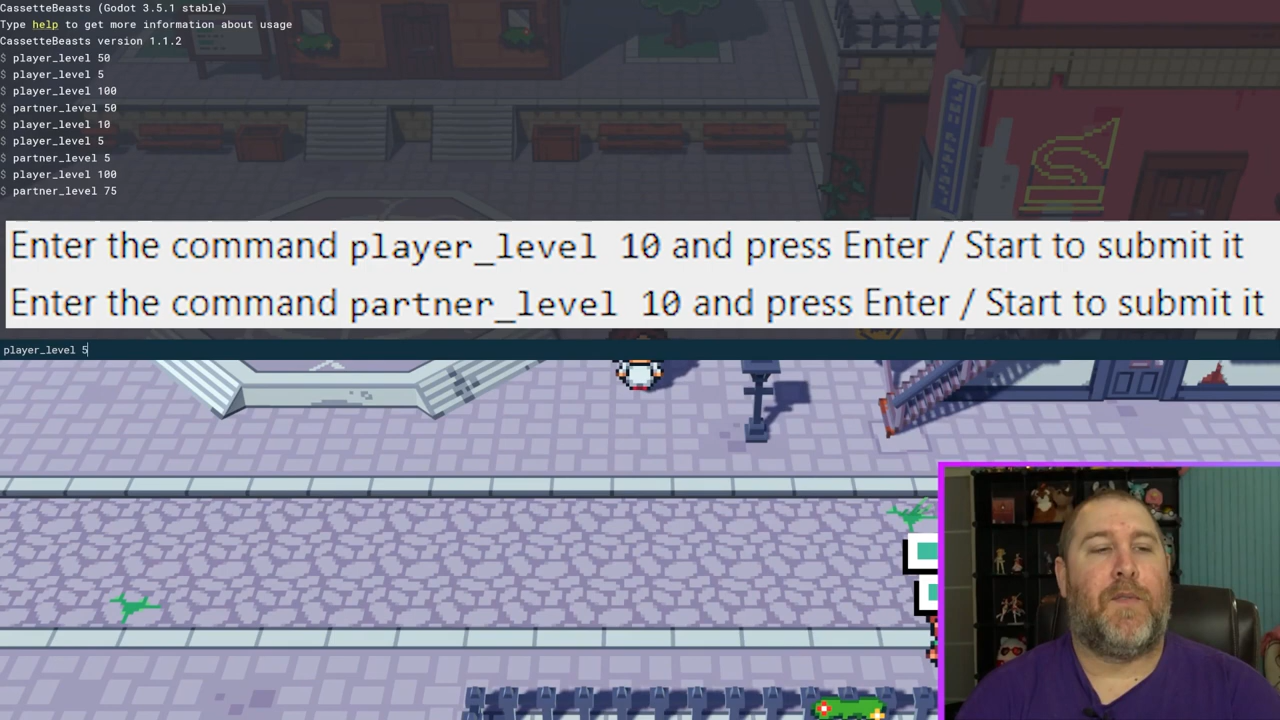 CassetteBeasts (Godot 3.5.1 stable)
Type help to get more information about usage
CassetteBeasts version 1.1.2
$ player_level 50
$ player_level 5
$ player_level 100
$ partner_level 50
$ player_level 10
$ player_level 5
$ partner_level 5
$ player_level 100
$ partner_level 75
Enter the command player_level 10 and press Enter / Start to submit it
Enter the command partner_level 10 and press Enter / Start to submit it
player_level 5